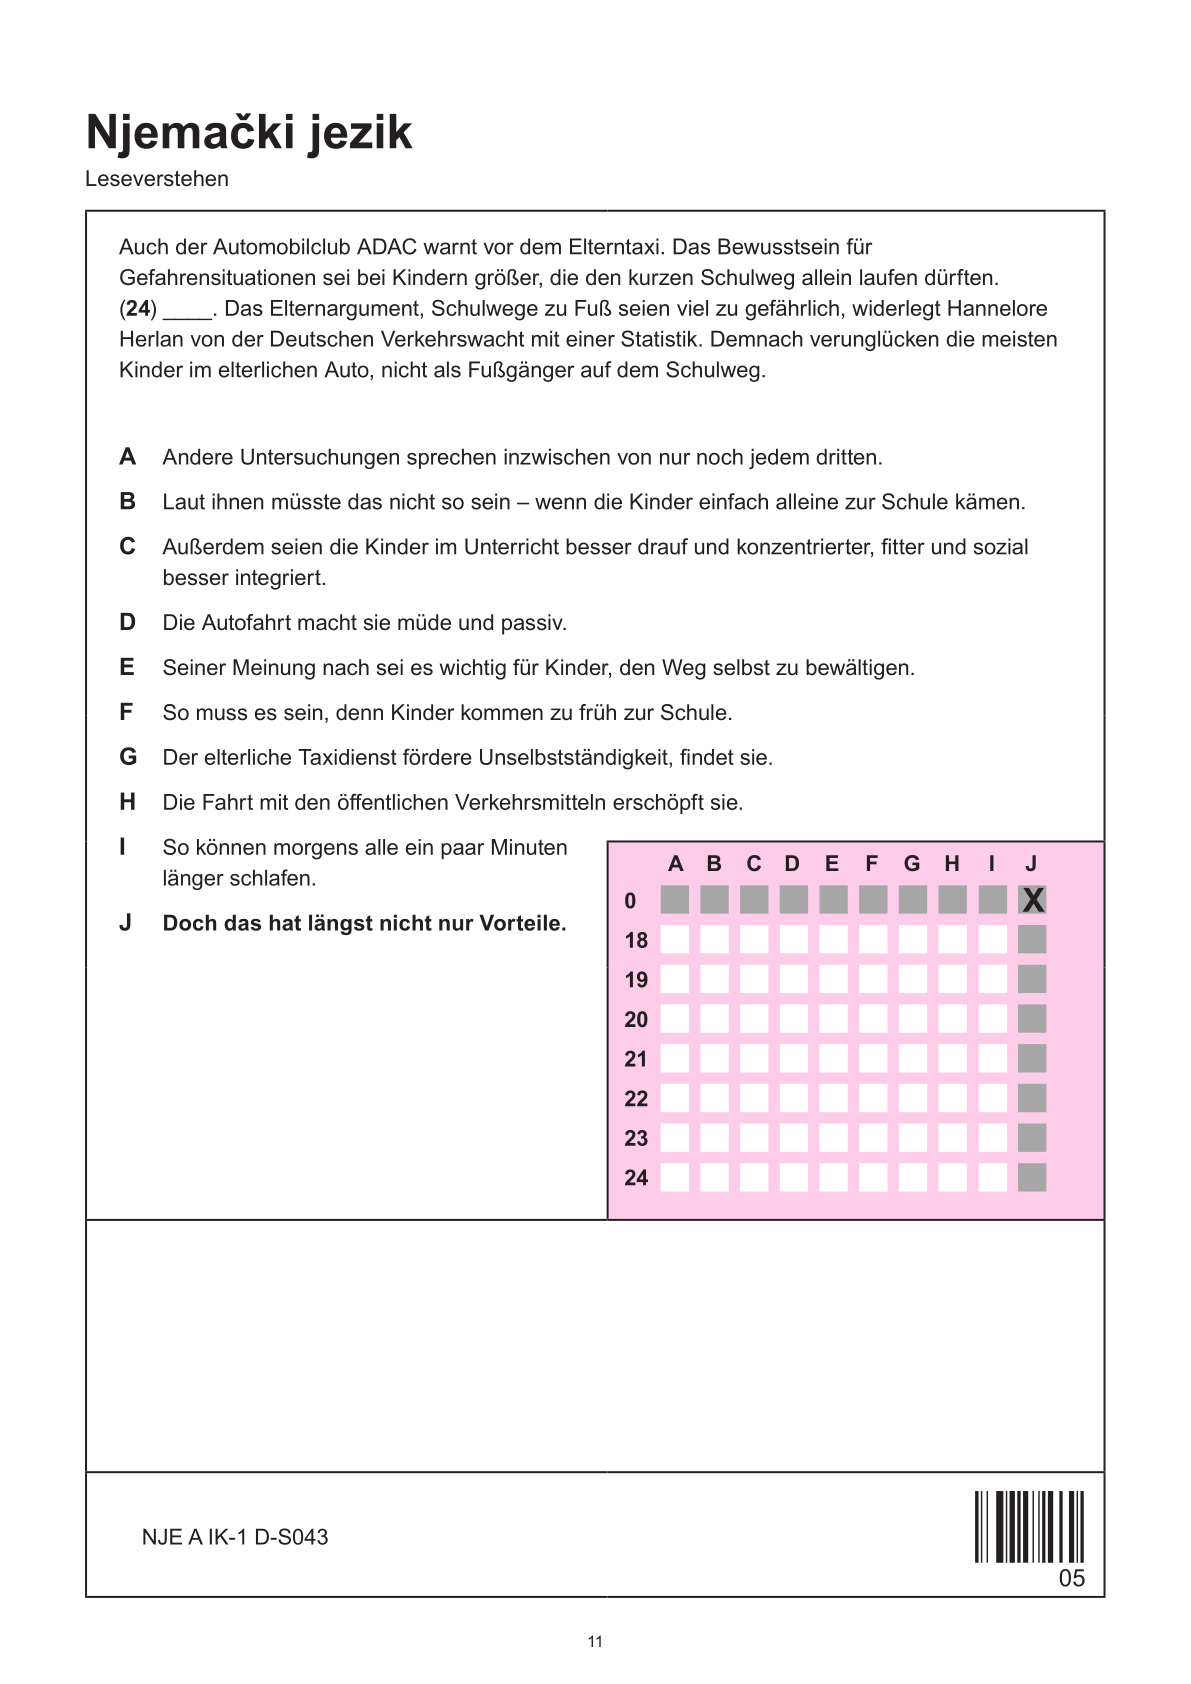 Njemački jezik
Leseverstehen
Auch der Automobilclub ADAC warnt vor dem Elterntaxi. Das Bewusstsein für
Gefahrensituationen sei bei Kindern größer, die den kurzen Schulweg allein laufen dürften.
(24) ____. Das Elternargument, Schulwege zu Fuß seien viel zu gefährlich, widerlegt Hannelore
Herlan von der Deutschen Verkehrswacht mit einer Statistik. Demnach verunglücken die meisten
Kinder im elterlichen Auto, nicht als Fußgänger auf dem Schulweg.
A Andere Untersuchungen sprechen inzwischen von nur noch jedem dritten.
B Laut ihnen müsste das nicht so sein – wenn die Kinder einfach alleine zur Schule kämen.
C Außerdem seien die Kinder im Unterricht besser drauf und konzentrierter, fitter und sozial
besser integriert.
D Die Autofahrt macht sie müde und passiv.
E Seiner Meinung nach sei es wichtig für Kinder, den Weg selbst zu bewältigen.
F So muss es sein, denn Kinder kommen zu früh zur Schule.
G Der elterliche Taxidienst fördere Unselbstständigkeit, findet sie.
H Die Fahrt mit den öffentlichen Verkehrsmitteln erschöpft sie.
I So können morgens alle ein paar Minuten
länger schlafen.
J Doch das hat längst nicht nur Vorteile.
A B C D E F G H I J
0 X
18
19
20
21
22
23
24
NJE A IK-1 D-S043
05
11